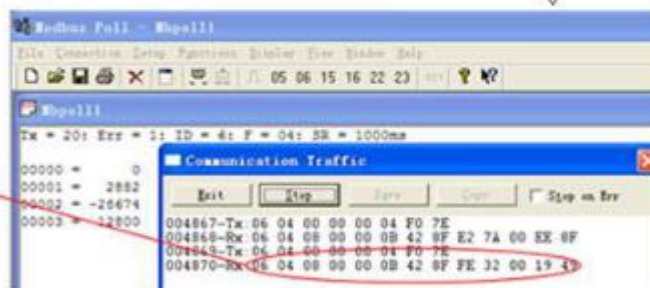 Modbus Poll - Mbpoll1
File Connection Setup Functions Display View Window Help
05 06 15 16 22 23
Mbpoll1
Tx = 20: Err = 1: ID = 6: F = 04: SR = 1000ms
00000 = 0
00001 = 2882
00002 = -28674
00003 = 12800
Communication Traffic
Exit Stop Save Copy Stop on Err
004867-Tx:06 04 00 00 00 04 F0 7E
004868-Rx:06 04 08 00 00 0B 42 8F E2 7A 00 EE 8F
004869-Tx:06 04 00 00 00 04 F0 7E
004870-Rx:06 04 08 00 00 0B 42 8F FE 32 00 19 49